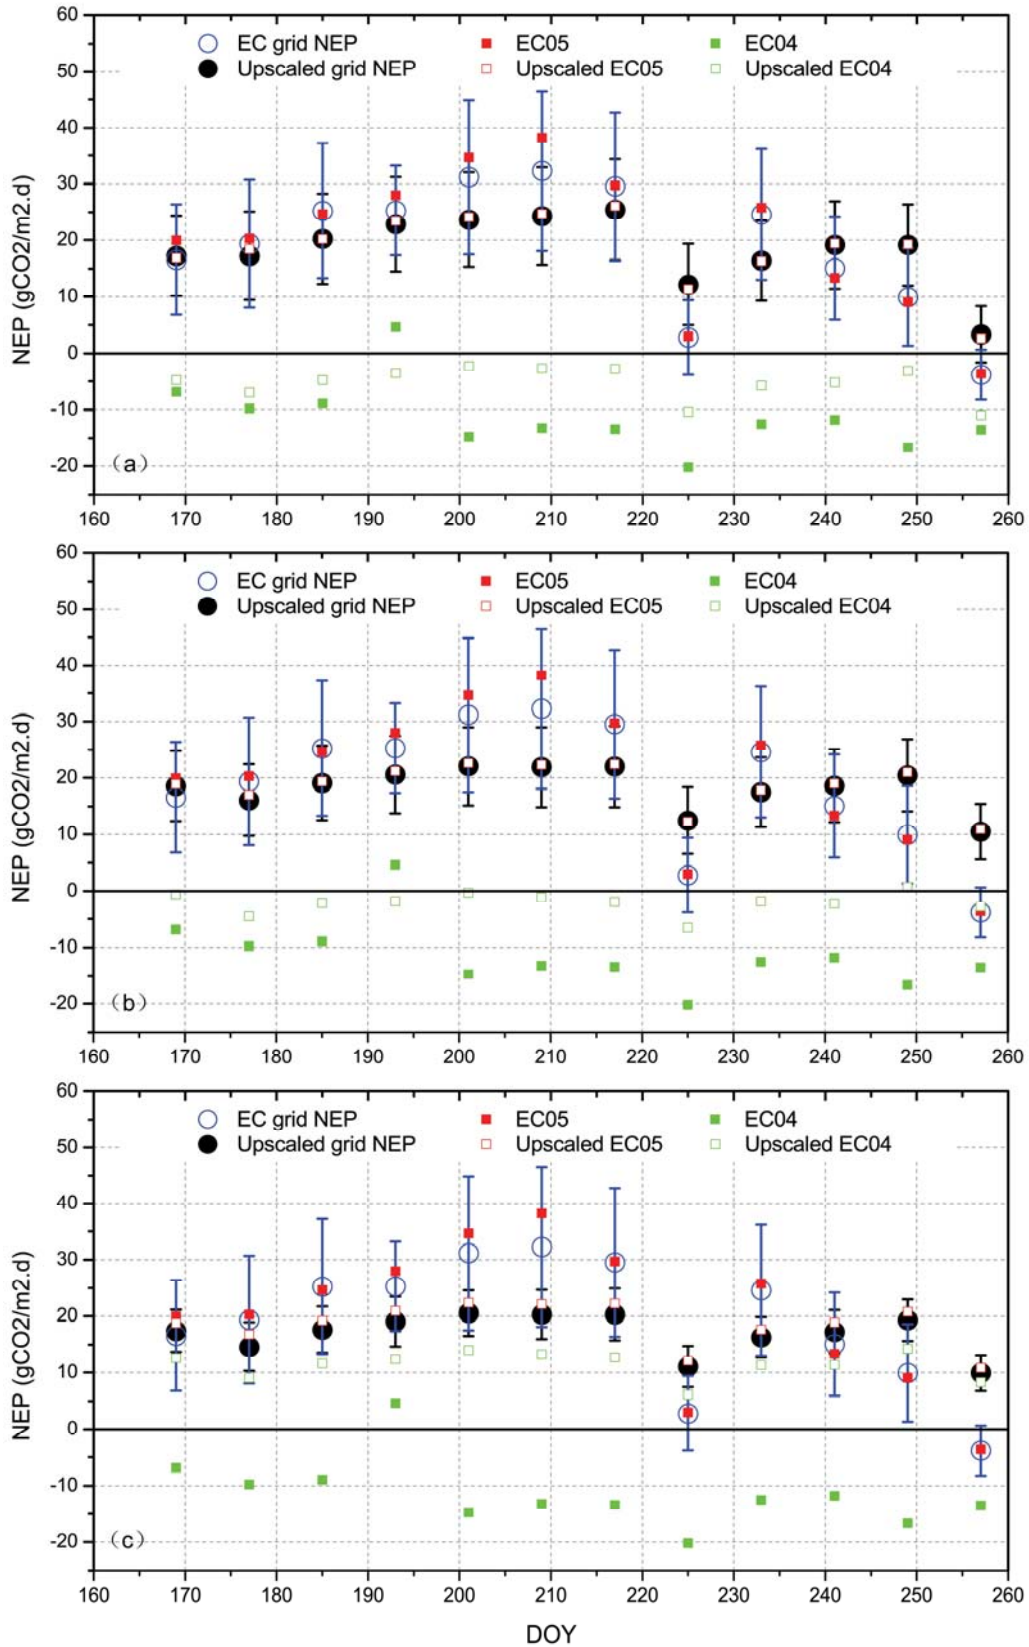 60
EC grid NEP EC05 EC04
Upscaled grid NEP Upscaled EC05 Upscaled EC04
50
40
30
20
10
0
-10
-20
NEP (gCO2/m2.d)
（a）
160 170 180 190 200 210 220 230 240 250 260
60
EC grid NEP EC05 EC04
Upscaled grid NEP Upscaled EC05 Upscaled EC04
50
40
30
20
10
0
-10
-20
NEP (gCO2/m2.d)
（b）
160 170 180 190 200 210 220 230 240 250 260
60
EC grid NEP EC05 EC04
Upscaled grid NEP Upscaled EC05 Upscaled EC04
50
40
30
20
10
0
-10
-20
NEP (gCO2/m2.d)
（c）
160 170 180 190 200 210 220 230 240 250 260
DOY